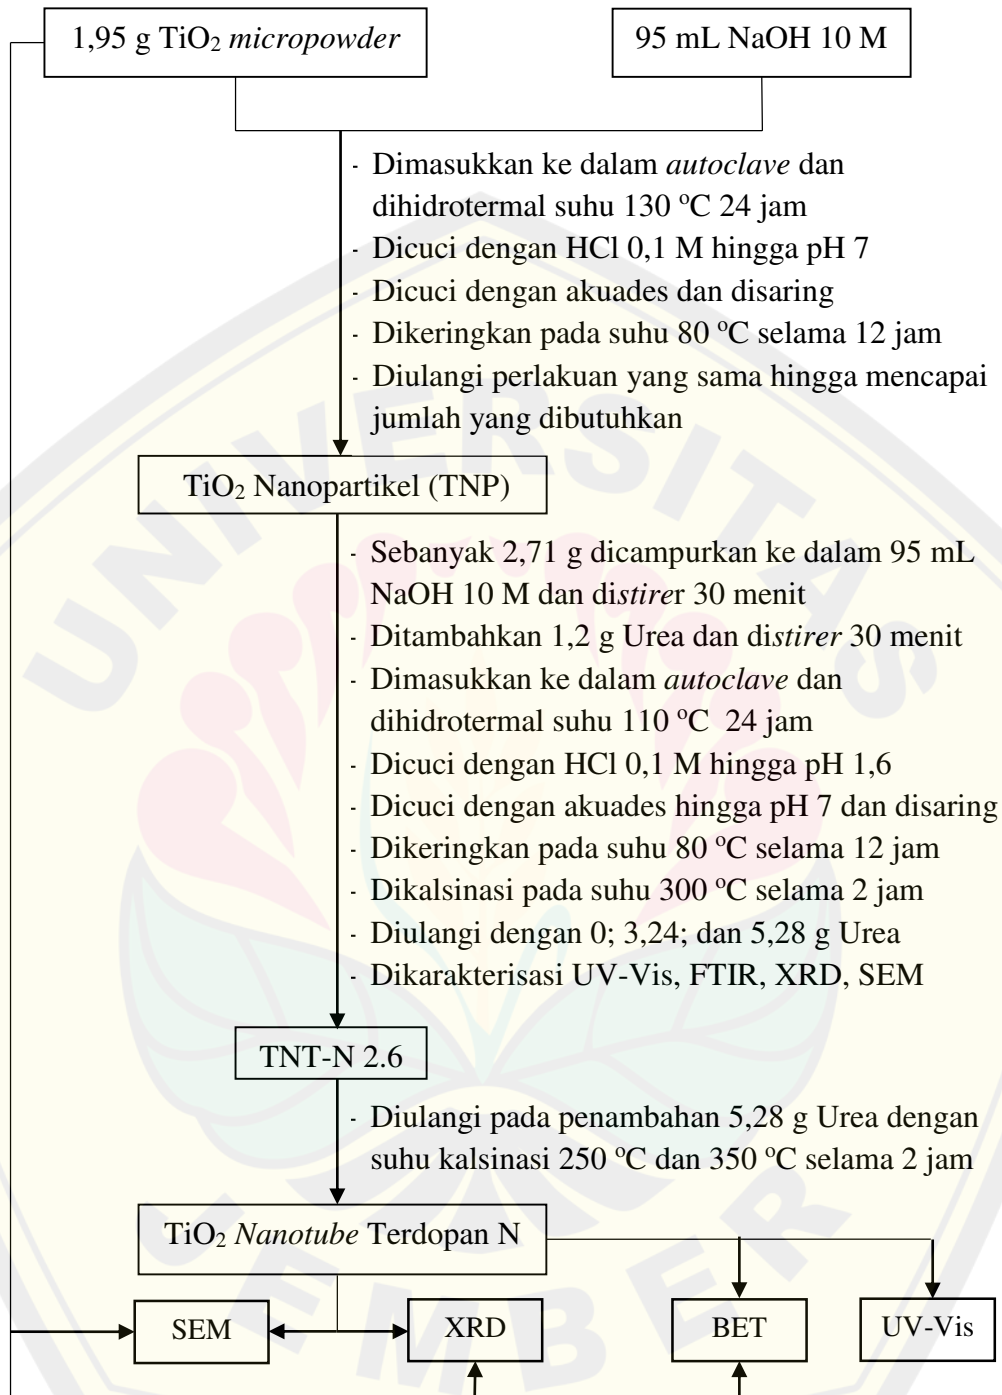 1,95 g TiO₂ micropowder
95 mL NaOH 10 M
- Dimasukkan ke dalam autoclave dan
dihidrotermal suhu 130 °C 24 jam
- Dicuci dengan HCl 0,1 M hingga pH 7
- Dicuci dengan akuades dan disaring
- Dikeringkan pada suhu 80 °C selama 12 jam
- Diulangi perlakuan yang sama hingga mencapai
jumlah yang dibutuhkan
TiO₂ Nanopartikel (TNP)
- Sebanyak 2,71 g dicampurkan ke dalam 95 mL
NaOH 10 M dan distirer 30 menit
- Ditambahkan 1,2 g Urea dan distirer 30 menit
- Dimasukkan ke dalam autoclave dan
dihidrotermal suhu 110 °C 24 jam
- Dicuci dengan HCl 0,1 M hingga pH 1,6
- Dicuci dengan akuades hingga pH 7 dan disaring
- Dikeringkan pada suhu 80 °C selama 12 jam
- Dikalsinasi pada suhu 300 °C selama 2 jam
- Diulangi dengan 0; 3,24; dan 5,28 g Urea
- Dikarakterisasi UV-Vis, FTIR, XRD, SEM
TNT-N 2.6
- Diulangi pada penambahan 5,28 g Urea dengan
suhu kalsinasi 250 °C dan 350 °C selama 2 jam
TiO₂ Nanotube Terdopan N
SEM
XRD
BET
UV-Vis
UNIVERSITAS
JEMBER